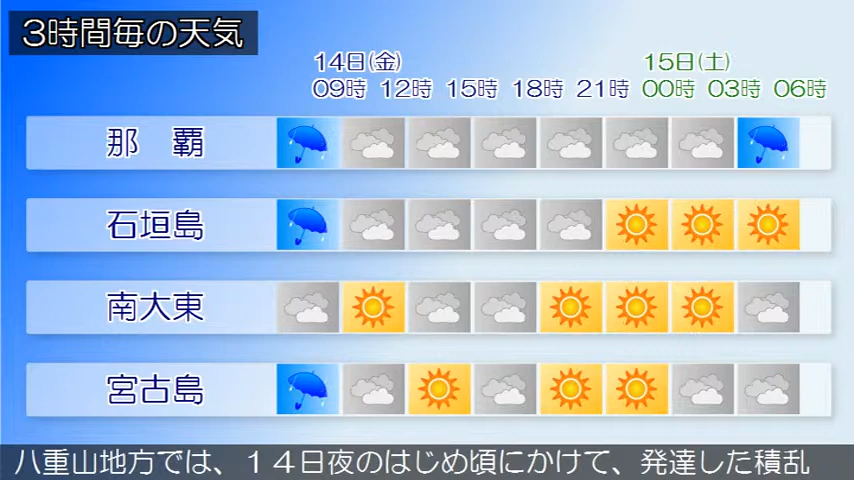 3時間毎の天気
14日(金) 15日(土)
09時 12時 15時 18時 21時 00時 03時 06時
那　覇
石垣島
南大東
宮古島
八重山地方では、１４日夜のはじめ頃にかけて、発達した積乱